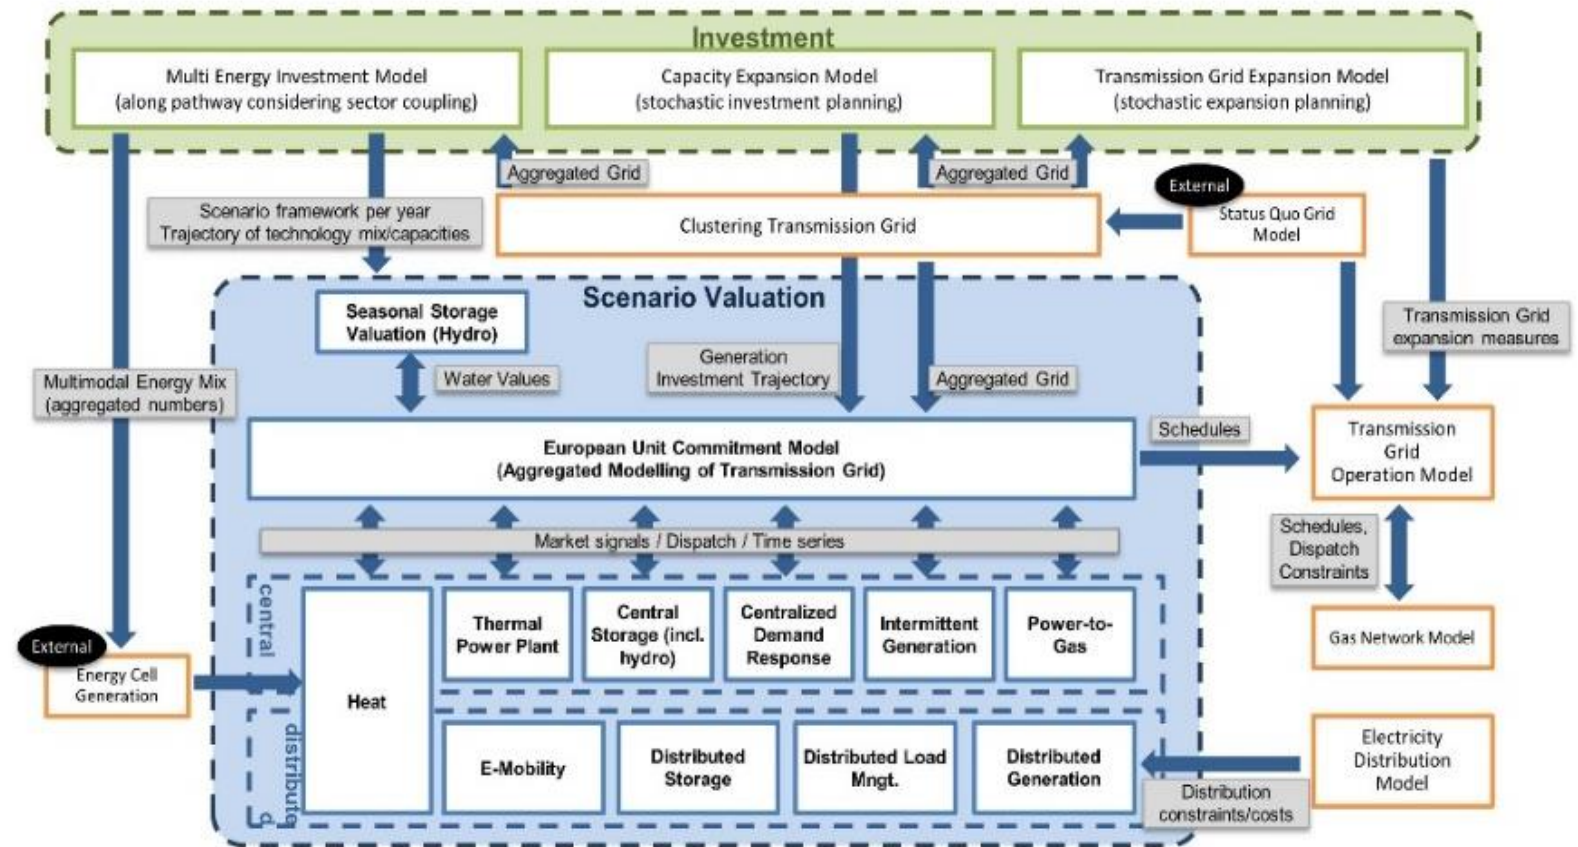 Investment
Multi Energy Investment Model
(along pathway considering sector coupling)
Capacity Expansion Model
(stochastic investment planning)
Transmission Grid Expansion Model
(stochastic expansion planning)
Aggregated Grid
Aggregated Grid
External
Scenario framework per year
Trajectory of technology mix/capacities
Clustering Transmission Grid
Status Quo Grid
Model
Scenario Valuation
Seasonal Storage
Valuation (Hydro)
Transmission Grid
expansion measures
Multimodal Energy Mix
(aggregated numbers)
Water Values
Generation
Investment Trajectory
Aggregated Grid
European Unit Commitment Model
(Aggregated Modelling of Transmission Grid)
Schedules
Transmission
Grid
Operation Model
Market signals / Dispatch / Time series
Schedules,
Dispatch
Constraints
central
Thermal
Power Plant
Central
Storage (incl.
hydro)
Centralized
Demand
Response
Intermittent
Generation
Power-to-
Gas
Gas Network Model
External
Energy Cell
Generation
Heat
distribute
d
E-Mobility
Distributed
Storage
Distributed Load
Mngt.
Distributed
Generation
Electricity
Distribution
Model
Distribution
constraints/costs